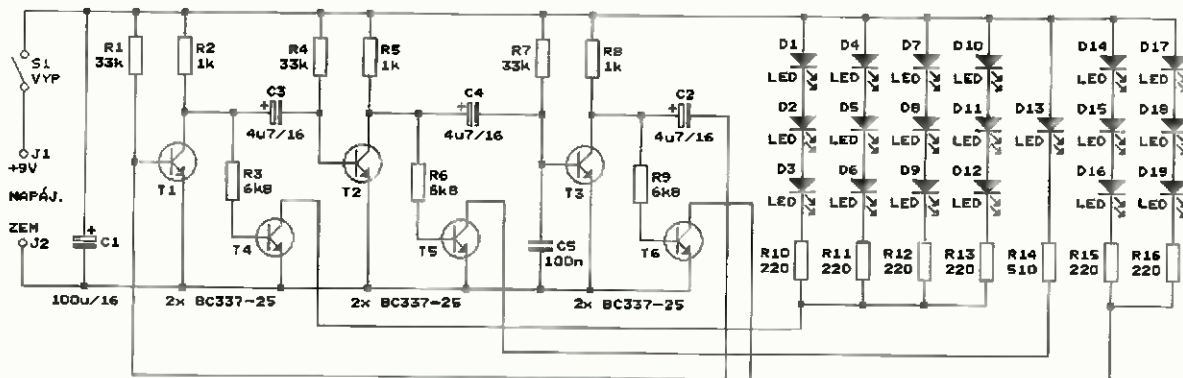 S1
VYP
J1
+9V
NAPÁJ.
ZEM
J2
C1
100u/16
R1
33k
R2
1k
T1
C3
4u7/16
R3
6k8
T4
2x BC337-25
R4
33k
R5
1k
T2
C4
4u7/16
R6
6k8
T5
2x BC337-25
R7
33k
R8
1k
T3
C5
100n
C2
4u7/16
R9
6k8
T6
2x BC337-25
D1
LED
D2
LED
D3
LED
R10
220
D4
LED
D5
LED
D6
LED
R11
220
D7
LED
D8
LED
D9
LED
R12
220
D10
LED
D11
LED
D12
LED
R13
220
D13
LED
R14
510
D14
LED
D15
LED
D16
LED
R15
220
D17
LED
D18
LED
D19
LED
R16
220